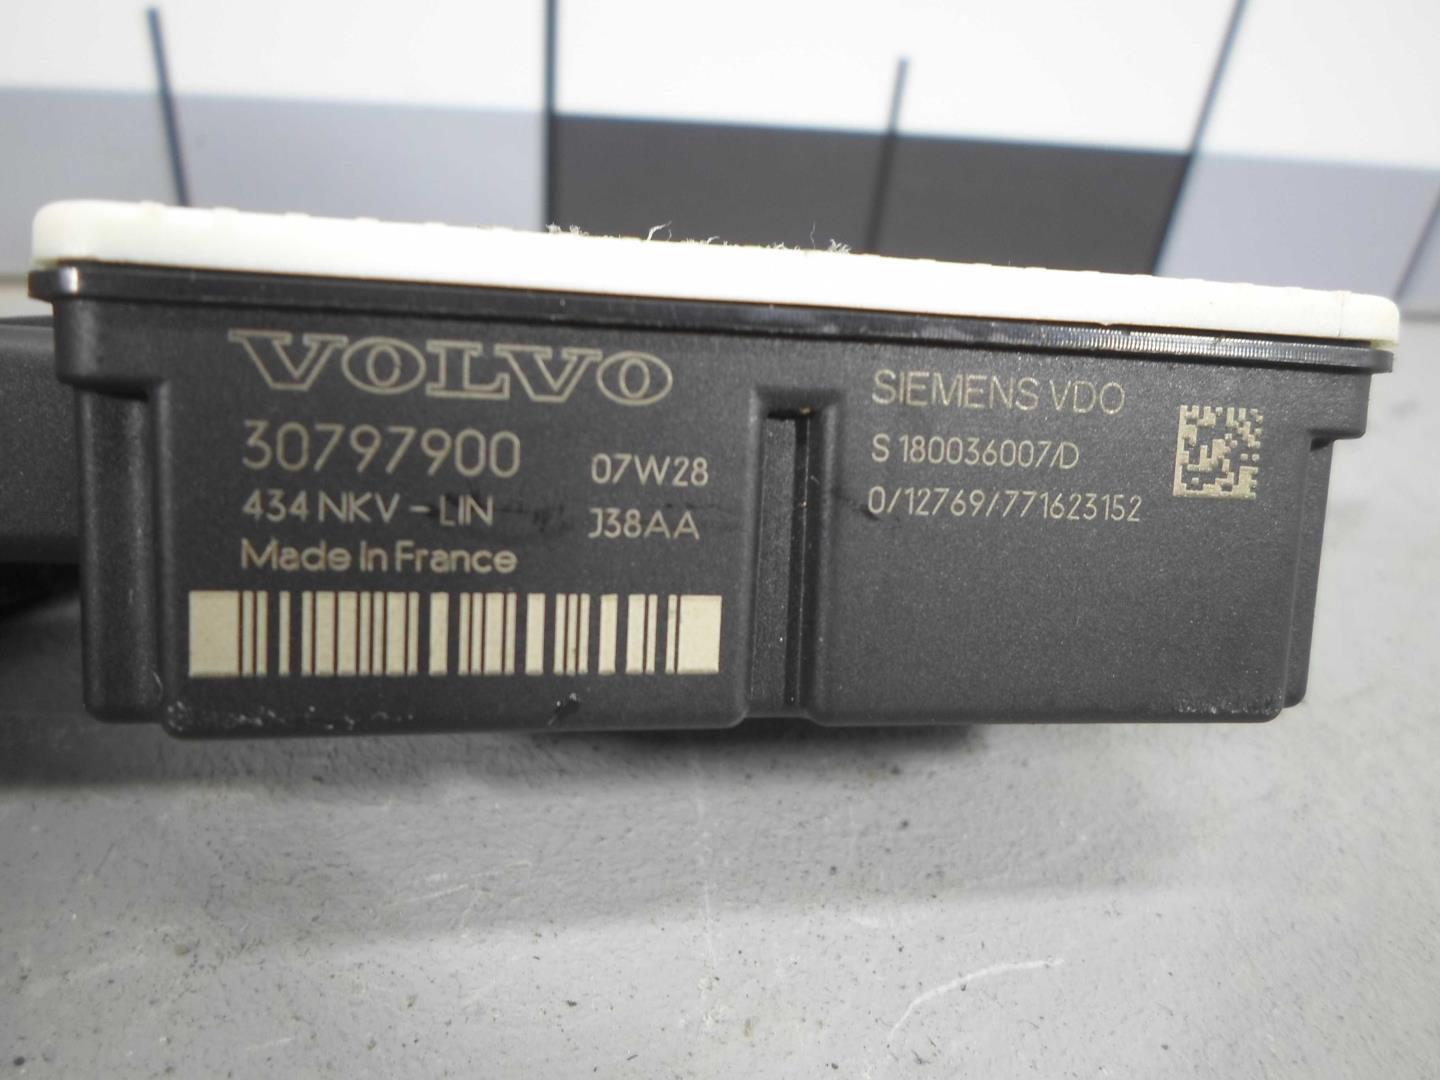 VOLVO
30797900
07W28
434 NKV - LIN
J38AA
Made In France
SIEMENS VDO
S 180036007/D
0/12769/771623152